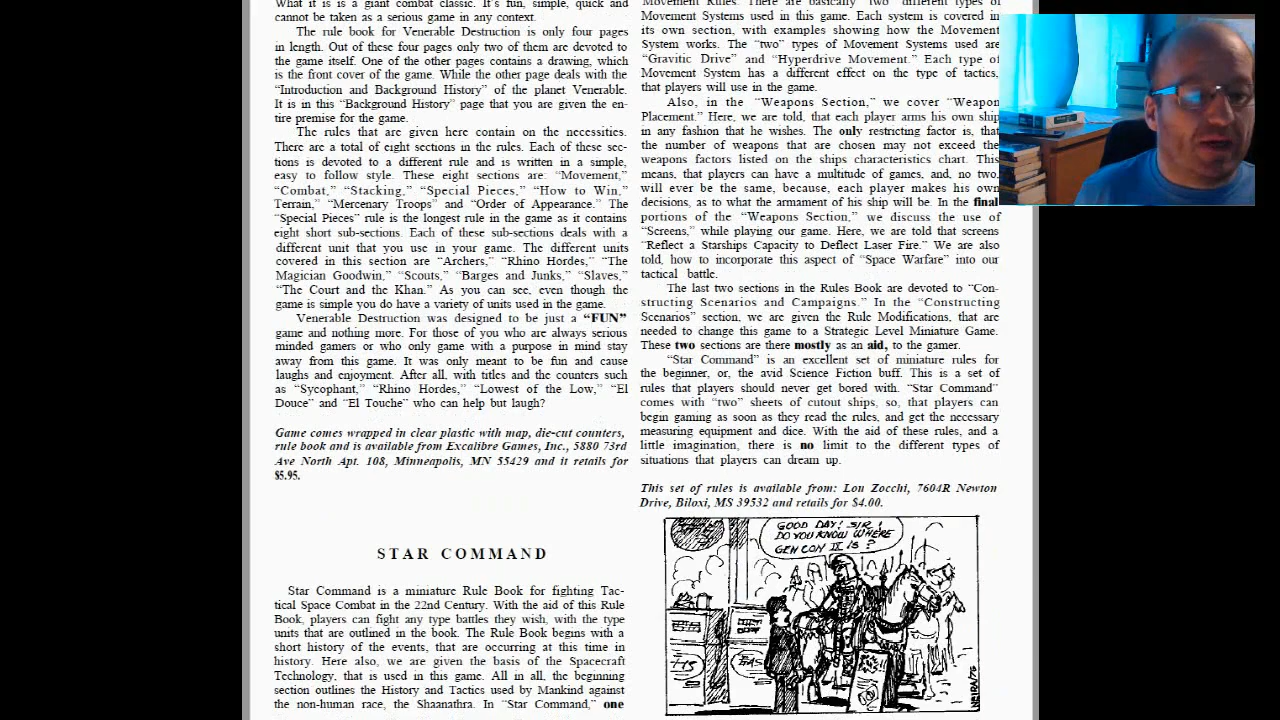 What it is is a giant combat classic. It's fun, simple, quick and
cannot be taken as a serious game in any context.
The rule book for Venerable Destruction is only four pages
in length. Out of these four pages only two of them are devoted to
the game itself. One of the other pages contains a drawing, which
is the front cover of the game. While the other page deals with the
"Introduction and Background History" of the planet Venerable.
It is in this "Background History" page that you are given the en-
tire premise for the game.
The rules that are given here contain on the necessities.
There are a total of eight sections in the rules. Each of these sec-
tions is devoted to a different rule and is written in a simple,
easy to follow style. These eight sections are: "Movement,"
"Combat," "Stacking," "Special Pieces," "How to Win,"
Terrain," "Mercenary Troops" and "Order of Appearance." The
"Special Pieces" rule is the longest rule in the game as it contains
eight short sub-sections. Each of these sub-sections deals with a
different unit that you use in your game. The different units
covered in this section are "Archers," "Rhino Hordes," "The
Magician Goodwin," "Scouts," "Barges and Junks," "Slaves,"
"The Court and the Khan." As you can see, even though the
game is simple you do have a variety of units used in the game.
Venerable Destruction was designed to be just a "FUN"
game and nothing more. For those of you who are always serious
minded gamers or who only game with a purpose in mind stay
away from this game. It was only meant to be fun and cause
laughs and enjoyment. After all, with titles and the counters such
as "Sycophant," "Rhino Hordes," "Lowest of the Low," "El
Douce" and "El Touche" who can help but laugh?
Game comes wrapped in clear plastic with map, die-cut counters,
rule book and is available from Excalibre Games, Inc., 5880 73rd
Ave North Apt. 108, Minneapolis, MN 55429 and it retails for
$5.95.
STAR COMMAND
Star Command is a miniature Rule Book for fighting Tac-
tical Space Combat in the 22nd Century. With the aid of this Rule
Book, players can fight any type battles they wish, with the type
units that are outlined in the book. The Rule Book begins with a
short history of the events, that are occurring at this time in
history. Here also, we are given the basis of the Spacecraft
Technology, that is used in this game. All in all, the beginning
section outlines the History and Tactics used by Mankind against
the non-human race, the Shaanathra. In "Star Command," one
Movement Rules. There are basically "two" different types of
Movement Systems used in this game. Each system is covered in
its own section, with examples showing how the Movement
System works. The "two" types of Movement Systems used are
"Gravitic Drive" and "Hyperdrive Movement." Each type of
Movement System has a different effect on the type of tactics,
that players will use in the game.
Also, in the "Weapons Section," we cover "Weapon
Placement." Here, we are told, that each player arms his own ship
in any fashion that he wishes. The only restricting factor is, that
the number of weapons that are chosen may not exceed the
weapons factors listed on the ships characteristics chart. This
means, that players can have a multitude of games, and, no two,
will ever be the same, because, each player makes his own
decisions, as to what the armament of his ship will be. In the final
portions of the "Weapons Section," we discuss the use of
"Screens," while playing our game. Here, we are told that screens
"Reflect a Starships Capacity to Deflect Laser Fire." We are also
told, how to incorporate this aspect of "Space Warfare" into our
tactical battle.
The last two sections in the Rules Book are devoted to "Con-
structing Scenarios and Campaigns." In the "Constructing
Scenarios" section, we are given the Rule Modifications, that are
needed to change this game to a Strategic Level Miniature Game.
These two sections are there mostly as an aid, to the gamer.
"Star Command" is an excellent set of miniature rules for
the beginner, or, the avid Science Fiction buff. This is a set of
rules that players should never get bored with. "Star Command"
comes with "two" sheets of cutout ships, so, that players can
begin gaming as soon as they read the rules, and get the necessary
measuring equipment and dice. With the aid of these rules, and a
little imagination, there is no limit to the different types of
situations that players can dream up.
This set of rules is available from: Lou Zocchi, 7604R Newton
Drive, Biloxi, MS 39532 and retails for $4.00.
GOOD DAY! SIR!
DO YOU KNOW WHERE
GEN CON IX IS?
GAS